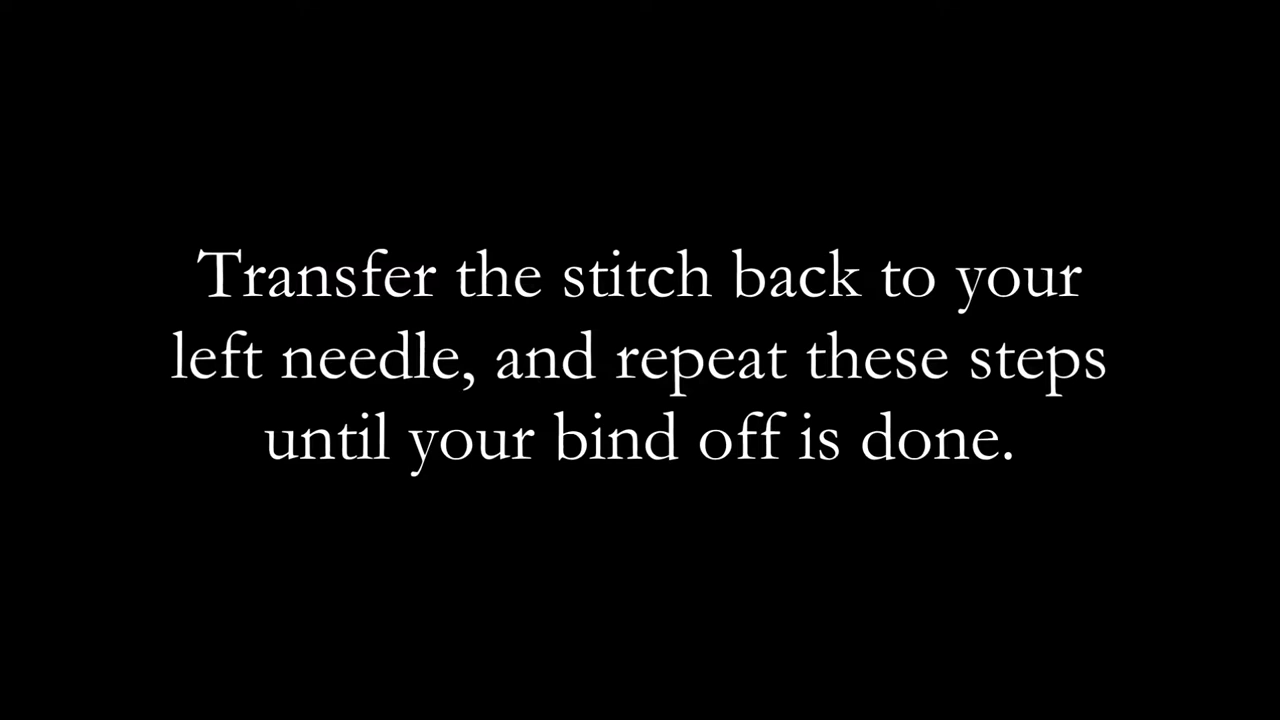 Transfer the stitch back to your
left needle, and repeat these steps
until your bind off is done.